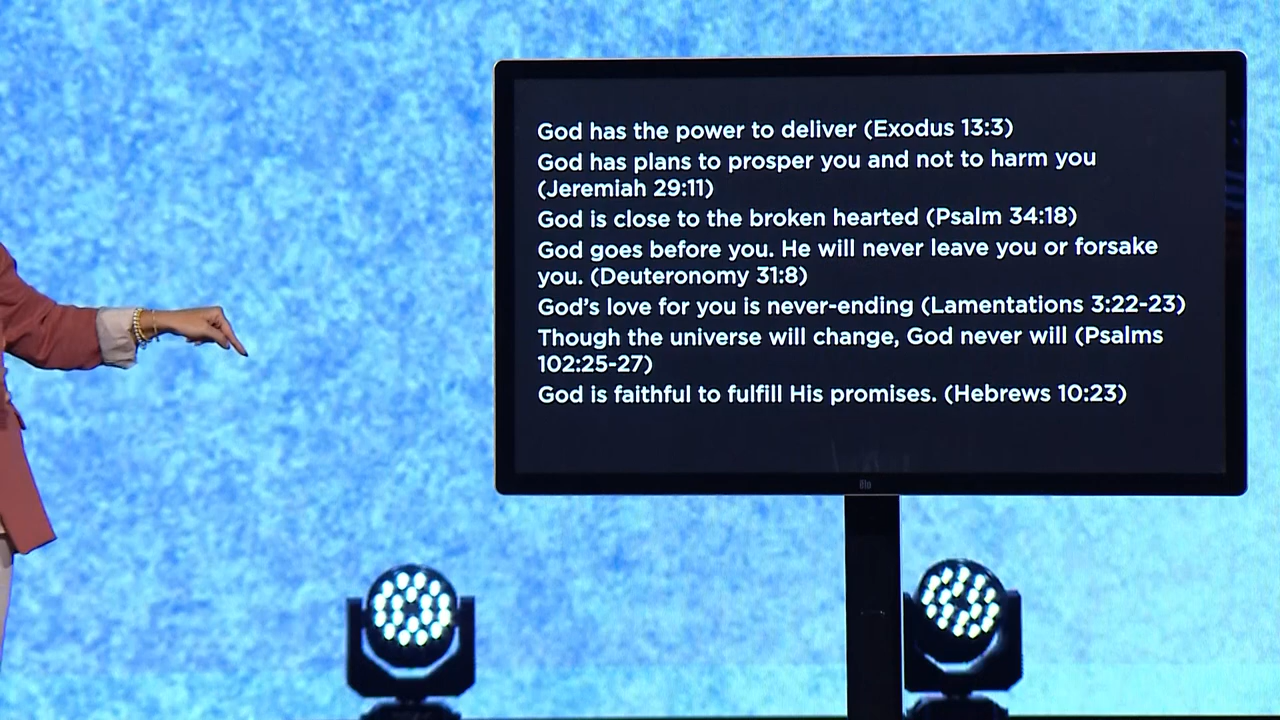 God has the power to deliver (Exodus 13:3)
God has plans to prosper you and not to harm you
(Jeremiah 29:11)
God is close to the broken hearted (Psalm 34:18)
God goes before you. He will never leave you or forsake
you. (Deuteronomy 31:8)
God's love for you is never-ending (Lamentations 3:22-23)
Though the universe will change, God never will (Psalms
102:25-27)
God is faithful to fulfill His promises. (Hebrews 10:23)
elo